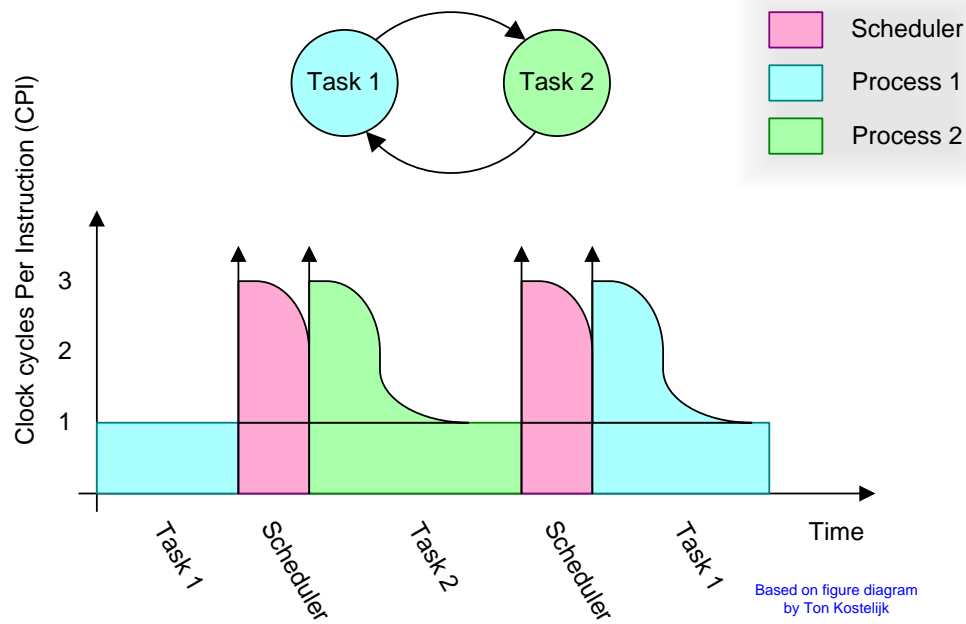 Task 1
Task 2
Scheduler
Process 1
Process 2
Clock cycles Per Instruction (CPI)
3
2
1
Task 1
Scheduler
Task 2
Scheduler
Task 1
Time
Based on figure diagram
by Ton Kostelijk